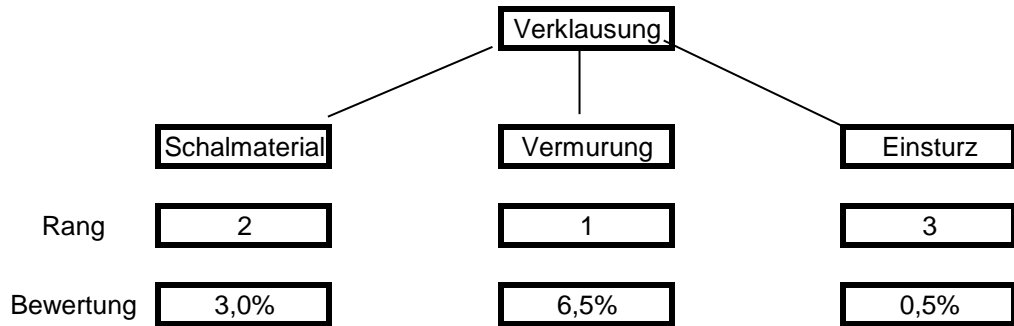 Verklausung
Schalmaterial Vermurung Einsturz
Rang 2 1 3
Bewertung 3,0% 6,5% 0,5%